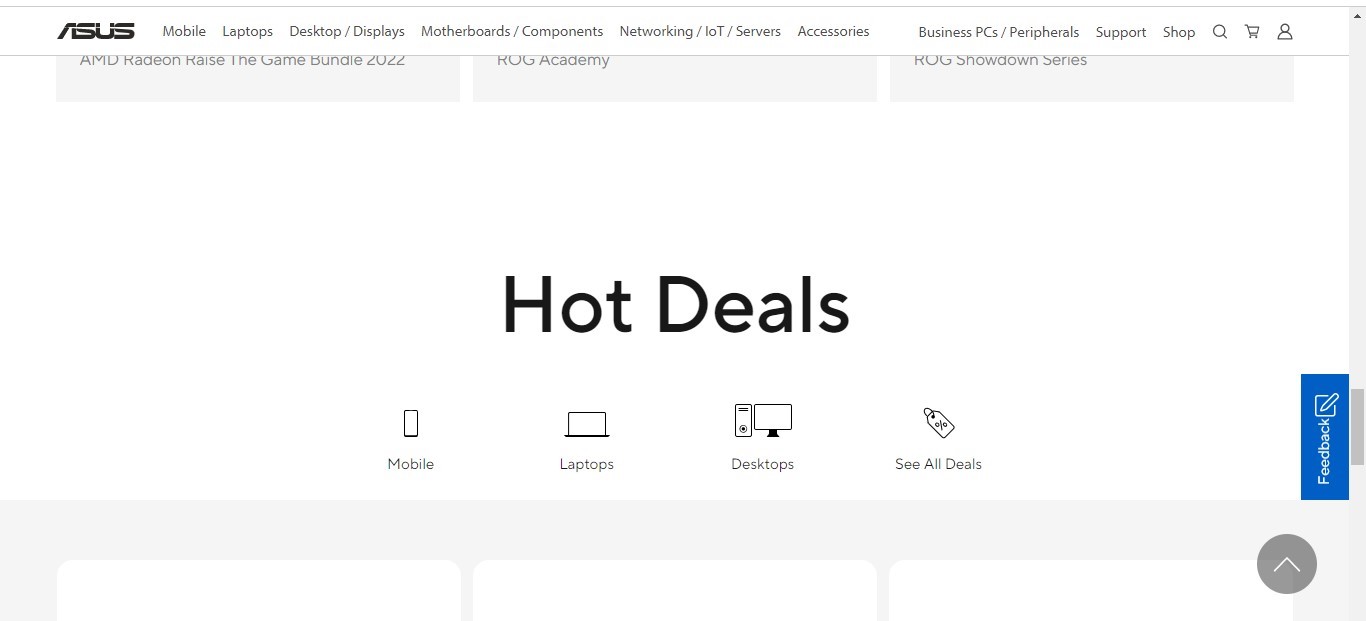 ASUS Mobile Laptops Desktop / Displays Motherboards / Components Networking / IoT / Servers Accessories Business PCs / Peripherals Support Shop
AMD Radeon Raise The Game Bundle 2022 ROG Academy ROG Showdown Series
Hot Deals
Mobile Laptops Desktops % See All Deals
Feedback